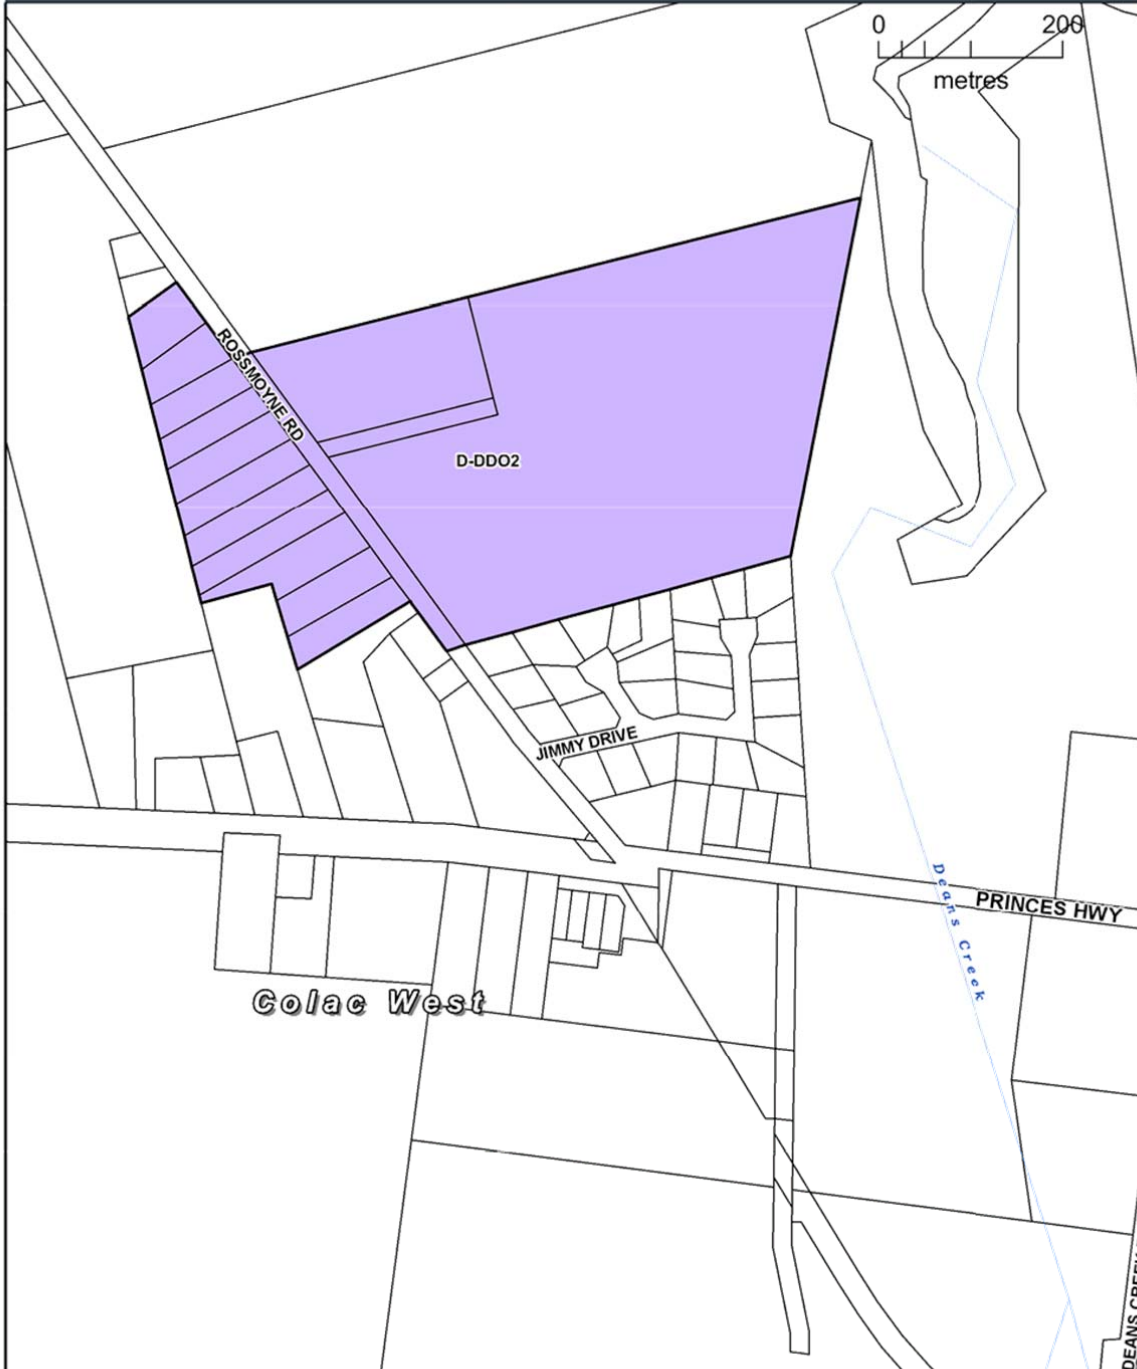 0 200
metres
ROSSMOYNE RD
D-DDO2
JIMMY DRIVE
Deans Creek
PRINCES HWY
Colac West
DEANS CREEK